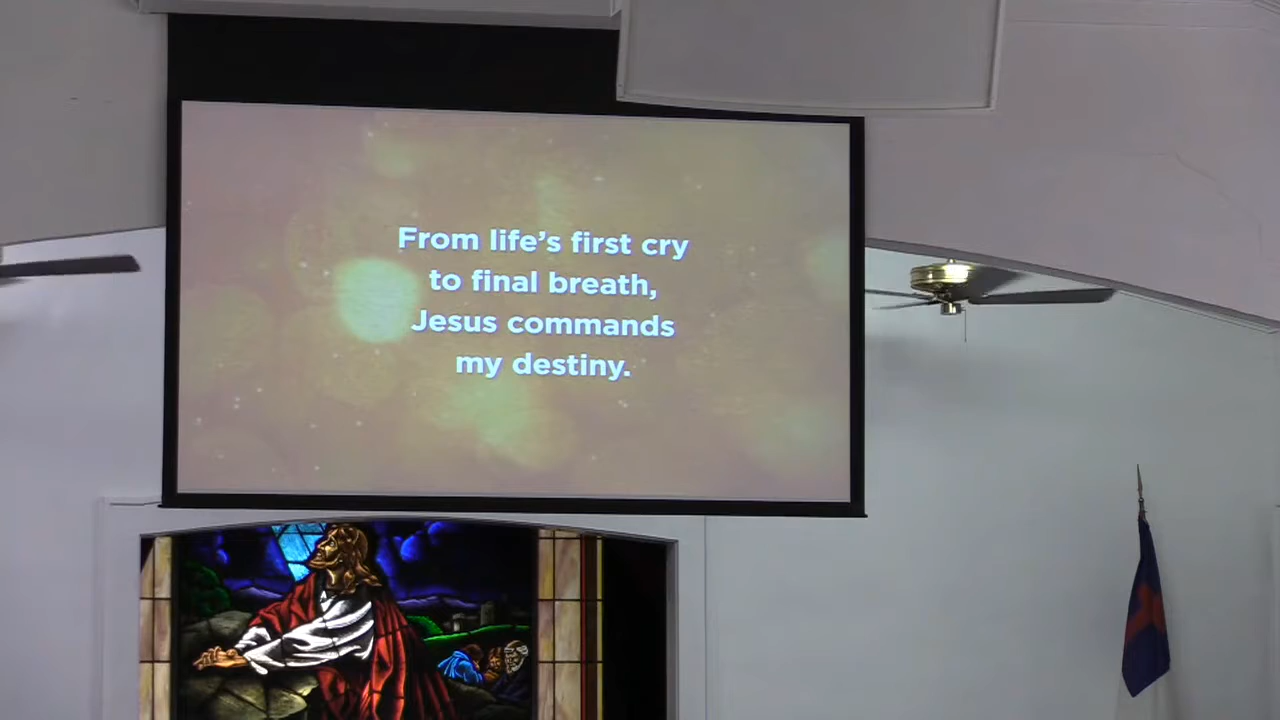 From life’s first cry
to final breath,
Jesus commands
my destiny.